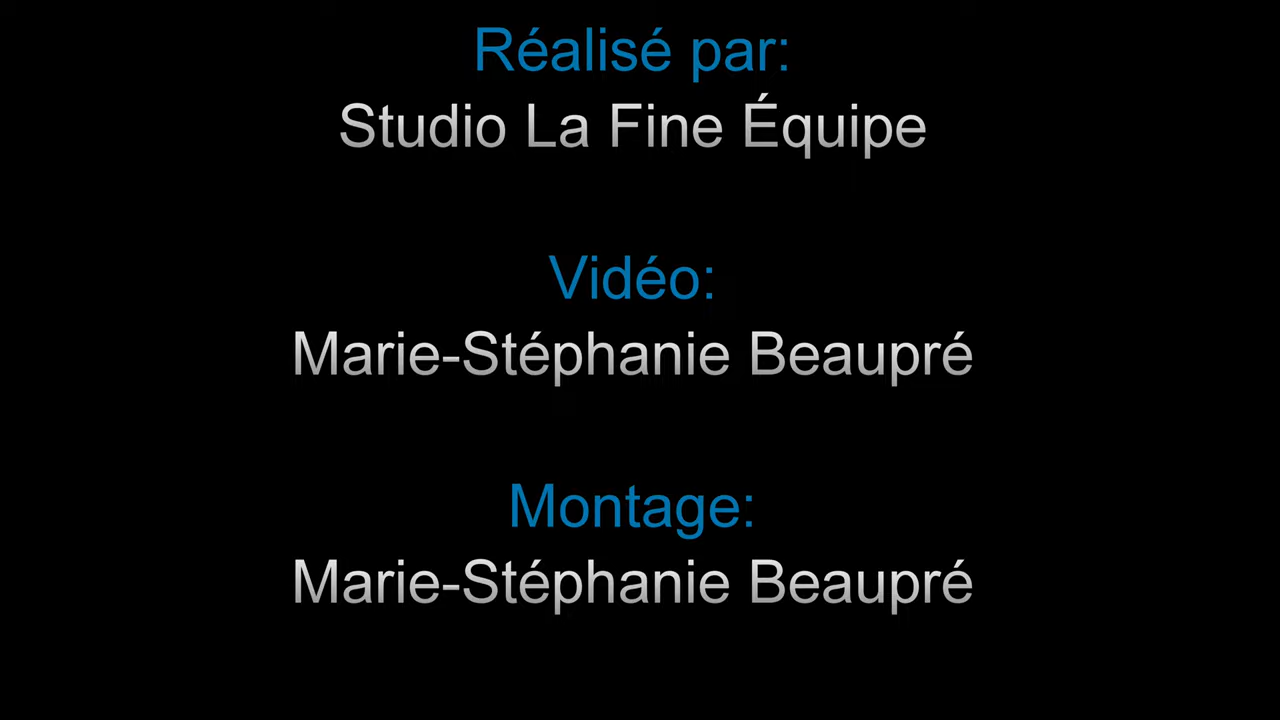 Réalisé par:
Studio La Fine Équipe
Vidéo:
Marie-Stéphanie Beaupré
Montage:
Marie-Stéphanie Beaupré